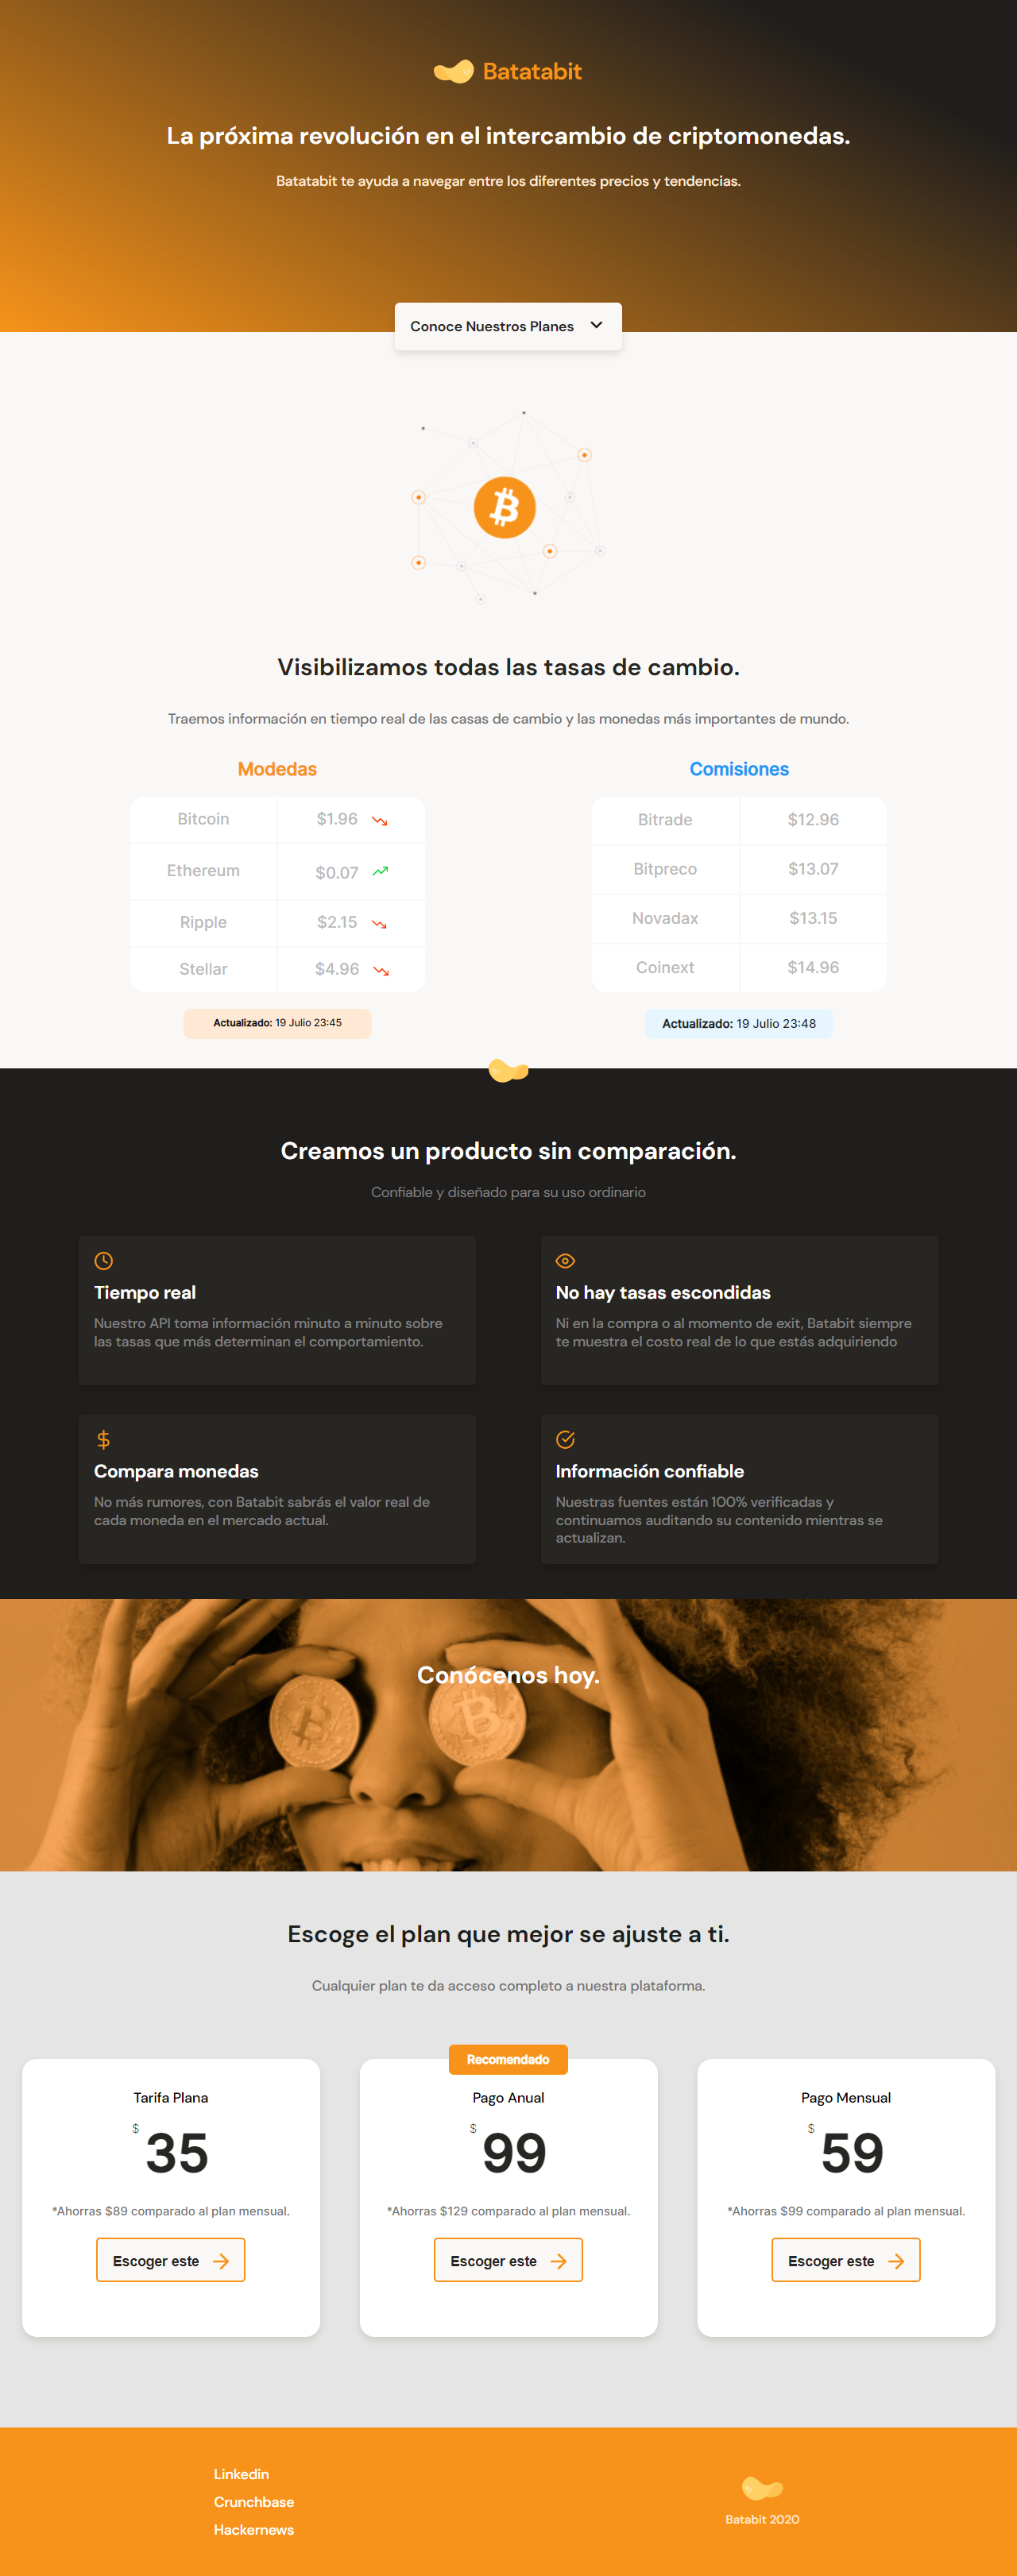 Batatabit
La próxima revolución en el intercambio de criptomonedas.
Batatabit te ayuda a navegar entre los diferentes precios y tendencias.
Conoce Nuestros Planes
Visibilizamos todas las tasas de cambio.
Traemos información en tiempo real de las casas de cambio y las monedas más importantes de mundo.
Modedas
Bitcoin $1.96
Ethereum $0.07
Ripple $2.15
Stellar $4.96
Actualizado: 19 Julio 23:45
Comisiones
Bitrade $12.96
Bitpreco $13.07
Novadax $13.15
Coinext $14.96
Actualizado: 19 Julio 23:48
Creamos un producto sin comparación.
Confiable y diseñado para su uso ordinario
Tiempo real
Nuestro API toma información minuto a minuto sobre
las tasas que más determinan el comportamiento.
No hay tasas escondidas
Ni en la compra o al momento de exit, Batabit siempre
te muestra el costo real de lo que estás adquiriendo
Compara monedas
No más rumores, con Batabit sabrás el valor real de
cada moneda en el mercado actual.
Información confiable
Nuestras fuentes están 100% verificadas y
continuamos auditando su contenido mientras se
actualizan.
Conócenos hoy.
Escoge el plan que mejor se ajuste a ti.
Cualquier plan te da acceso completo a nuestra plataforma.
Tarifa Plana
$ 35
*Ahorras $89 comparado al plan mensual.
Escoger este
Recomendado
Pago Anual
$ 99
*Ahorras $129 comparado al plan mensual.
Escoger este
Pago Mensual
$ 59
*Ahorras $99 comparado al plan mensual.
Escoger este
Linkedin
Crunchbase
Hackernews
Batabit 2020